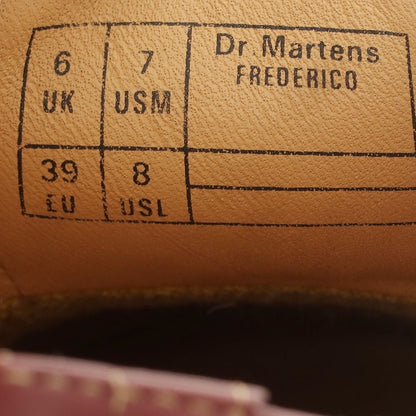 6 7 Dr Martens
UK USM FREDERICO
39 8
EU USL